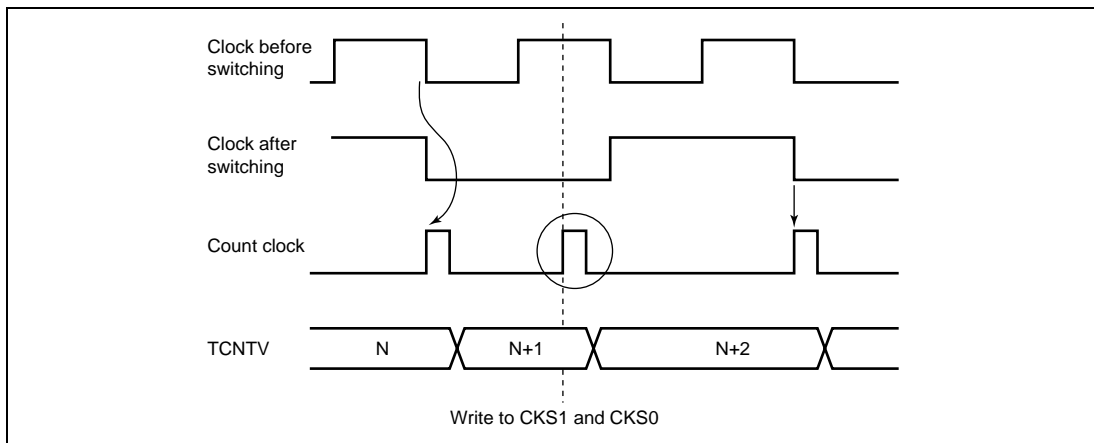 Clock before
switching
Clock after
switching
Count clock
TCNTV
N
N+1
N+2
Write to CKS1 and CKS0